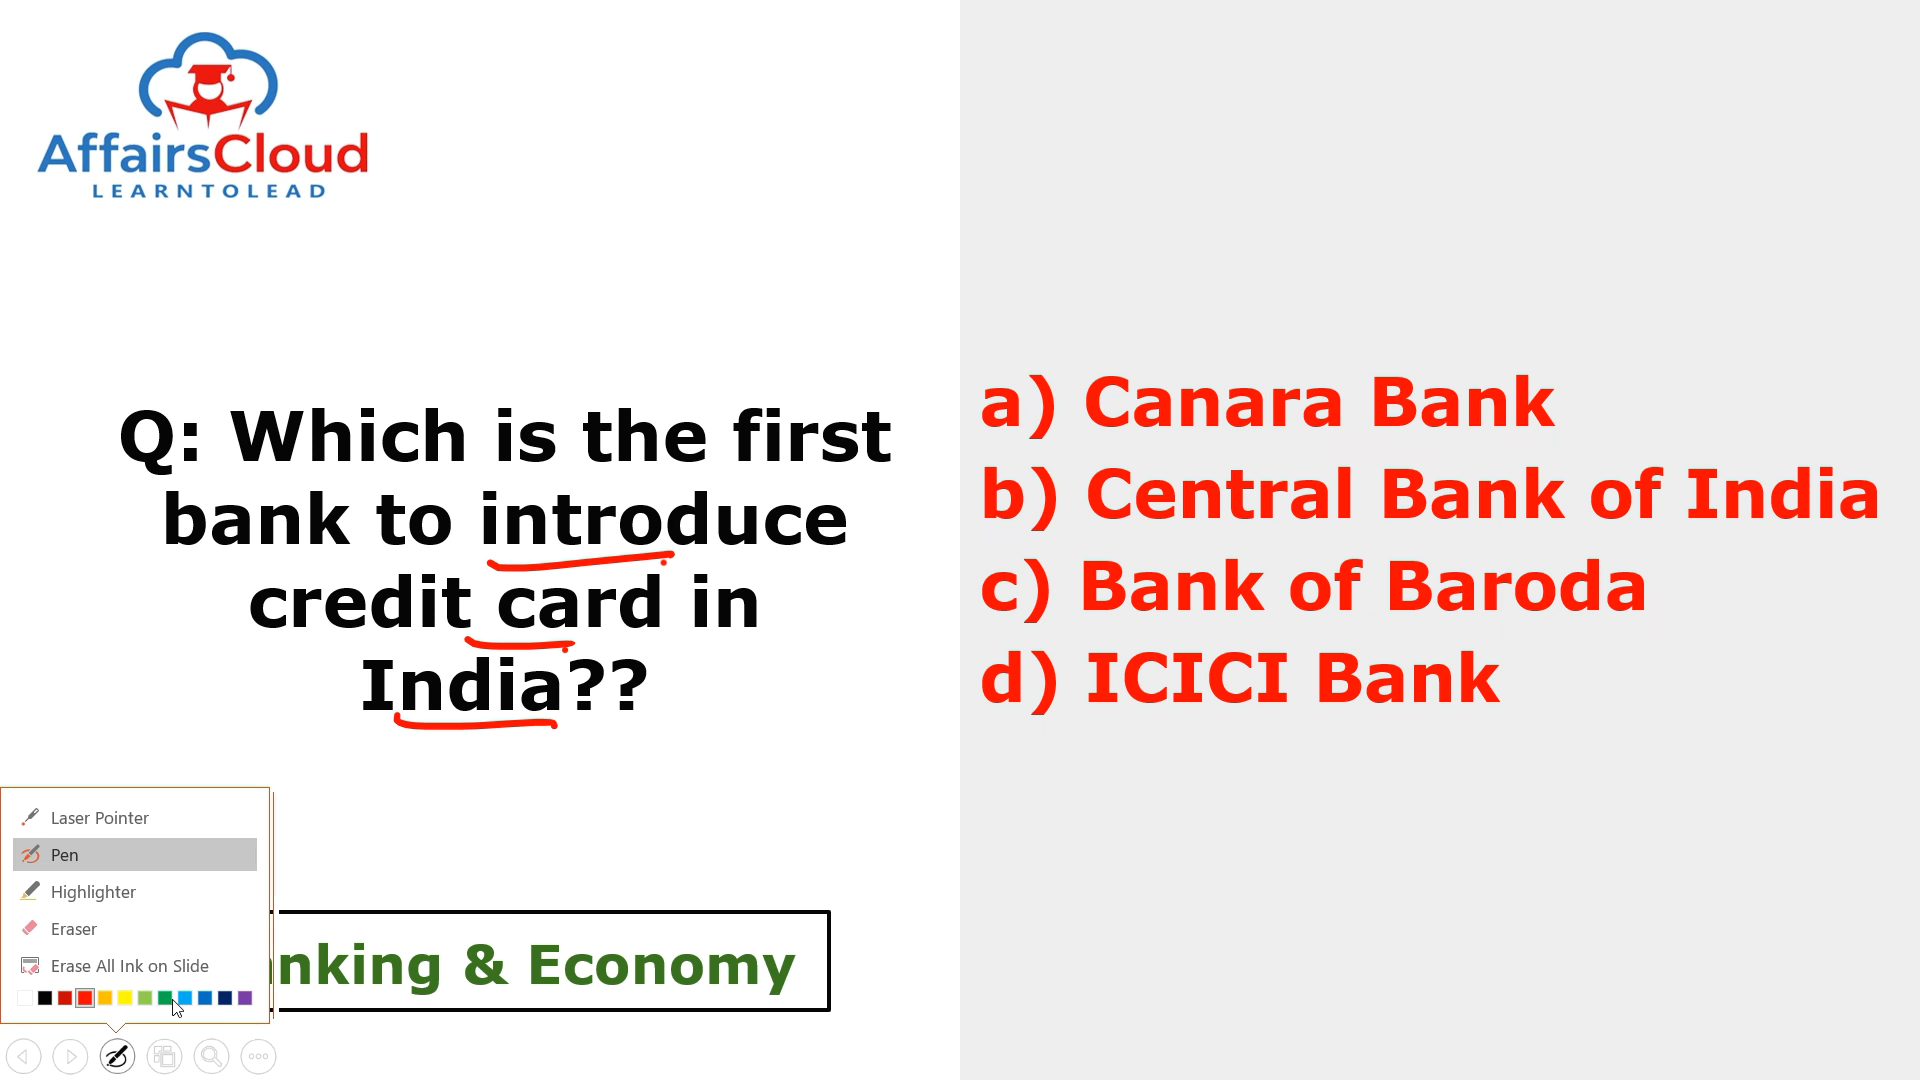 AffairsCloud
LEARNTOLEAD
Q: Which is the first
bank to introduce
credit card in
India??
a) Canara Bank
b) Central Bank of India
c) Bank of Baroda
d) ICICI Bank
Laser Pointer
Pen
Highlighter
Eraser
Erase All Ink on Slide
nking & Economy